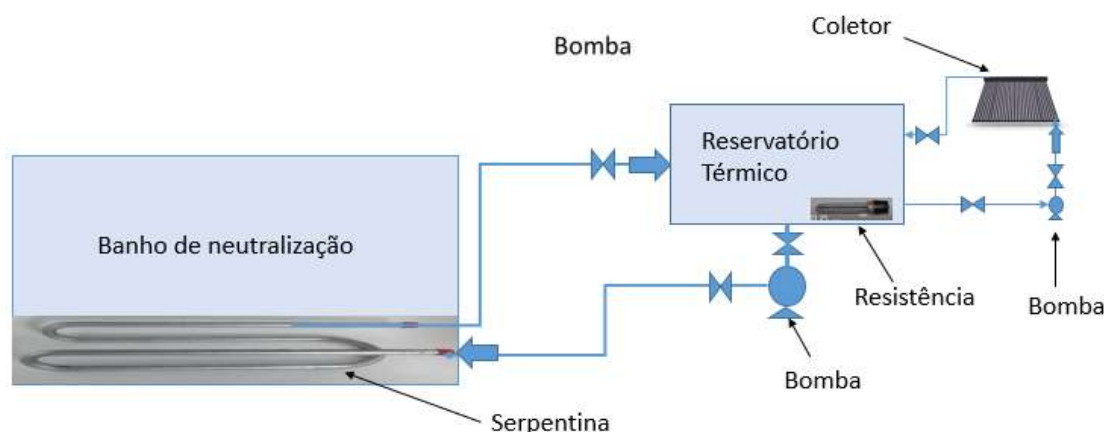 Coletor
Bomba
Reservatório
Térmico
Banho de neutralização
Resistência
Bomba
Bomba
Serpentina